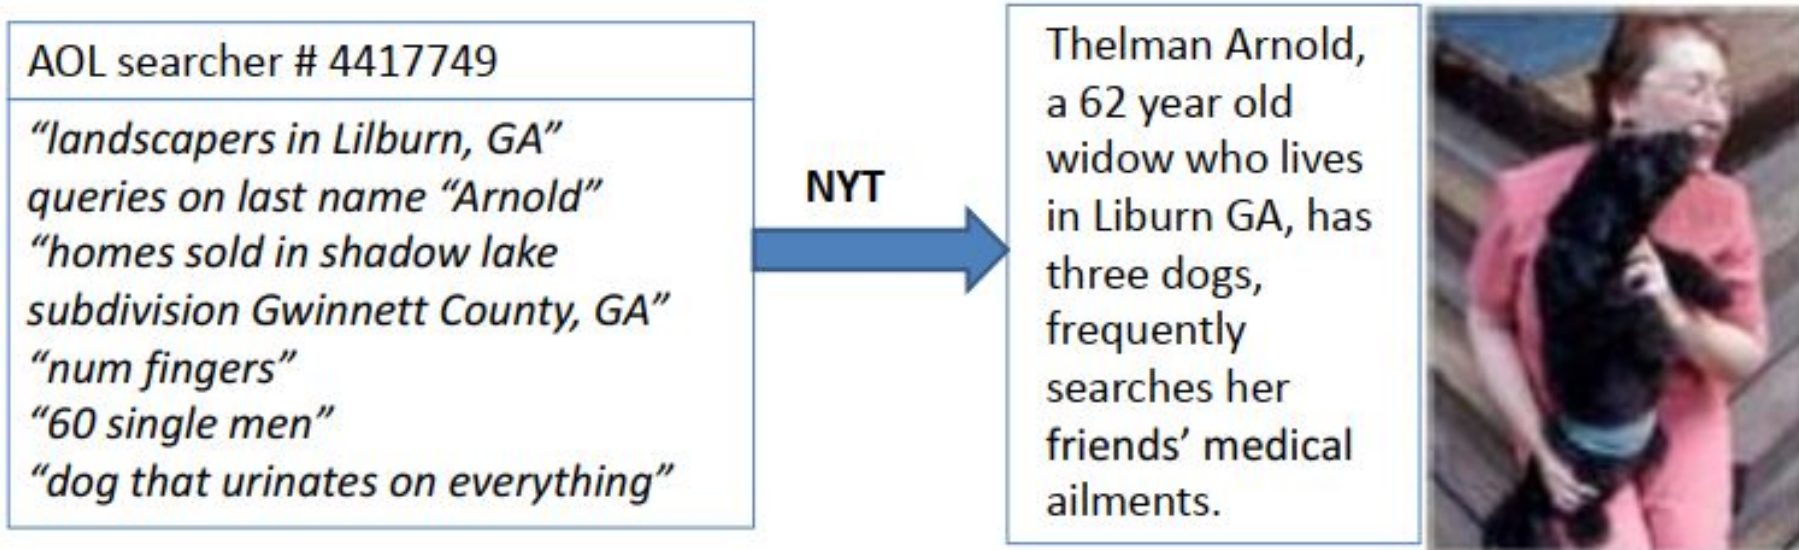 AOL searcher # 4417749
“landscapers in Lilburn, GA”
queries on last name “Arnold”
“homes sold in shadow lake
subdivision Gwinnett County, GA”
“num fingers”
“60 single men”
“dog that urinates on everything”
NYT
Thelman Arnold,
a 62 year old
widow who lives
in Liburn GA, has
three dogs,
frequently
searches her
friends’ medical
ailments.